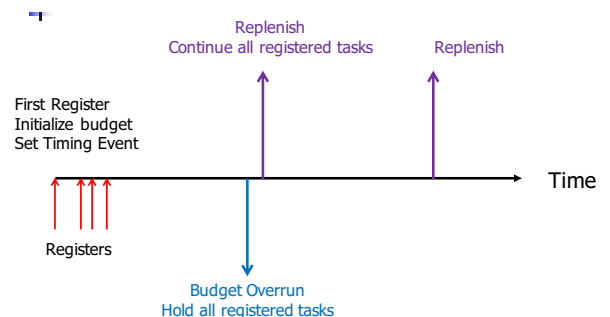 Replenish
Continue all registered tasks
Replenish
First Register
Initialize budget
Set Timing Event
Time
Registers
Budget Overrun
Hold all registered tasks